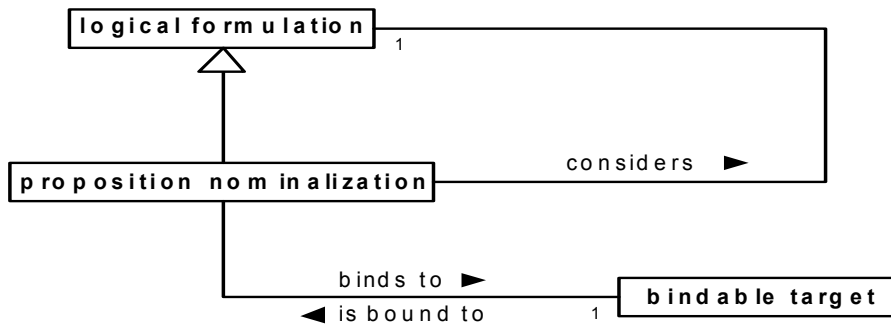 logical formulation
1
proposition nominalization
considers
binds to
is bound to
1
bindable target